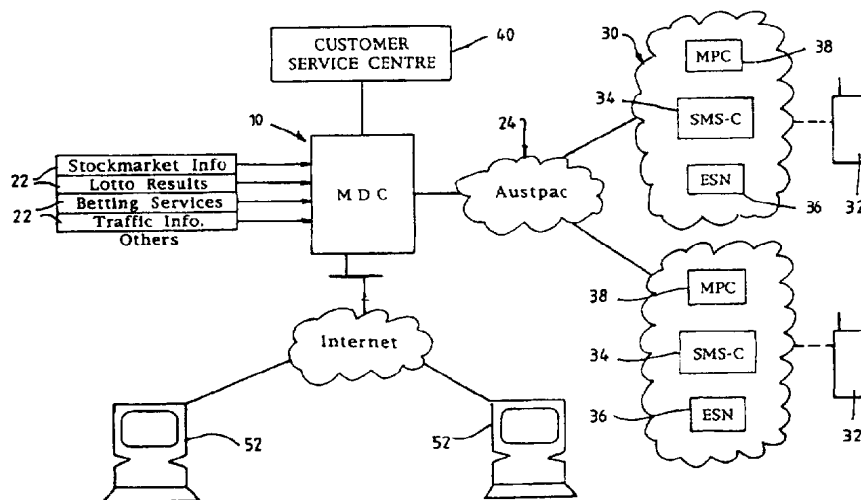 CUSTOMER
SERVICE CENTRE
40
30
MPC
38
34
SMS-C
10
24
22
Stockmarket Info
Lotto Results
22
Betting Services
Traffic Info.
Others
MDC
Austpac
ESN
36
32
38
MPC
Internet
34
SMS-C
36
ESN
32
52
52